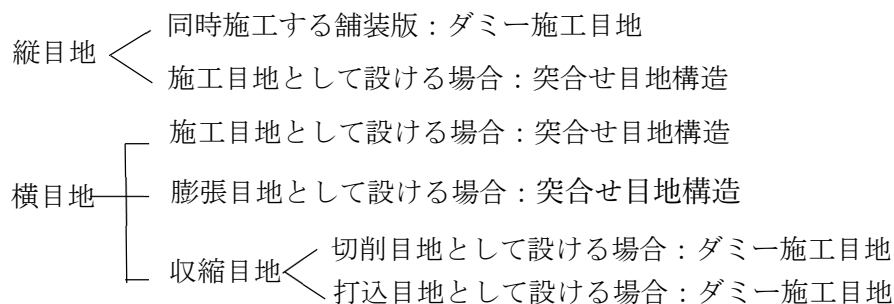 縦目地
同時施工する舗装版：ダミー施工目地
施工目地として設ける場合：突合せ目地構造
横目地
施工目地として設ける場合：突合せ目地構造
膨張目地として設ける場合：突合せ目地構造
収縮目地
切削目地として設ける場合：ダミー施工目地
打込目地として設ける場合：ダミー施工目地